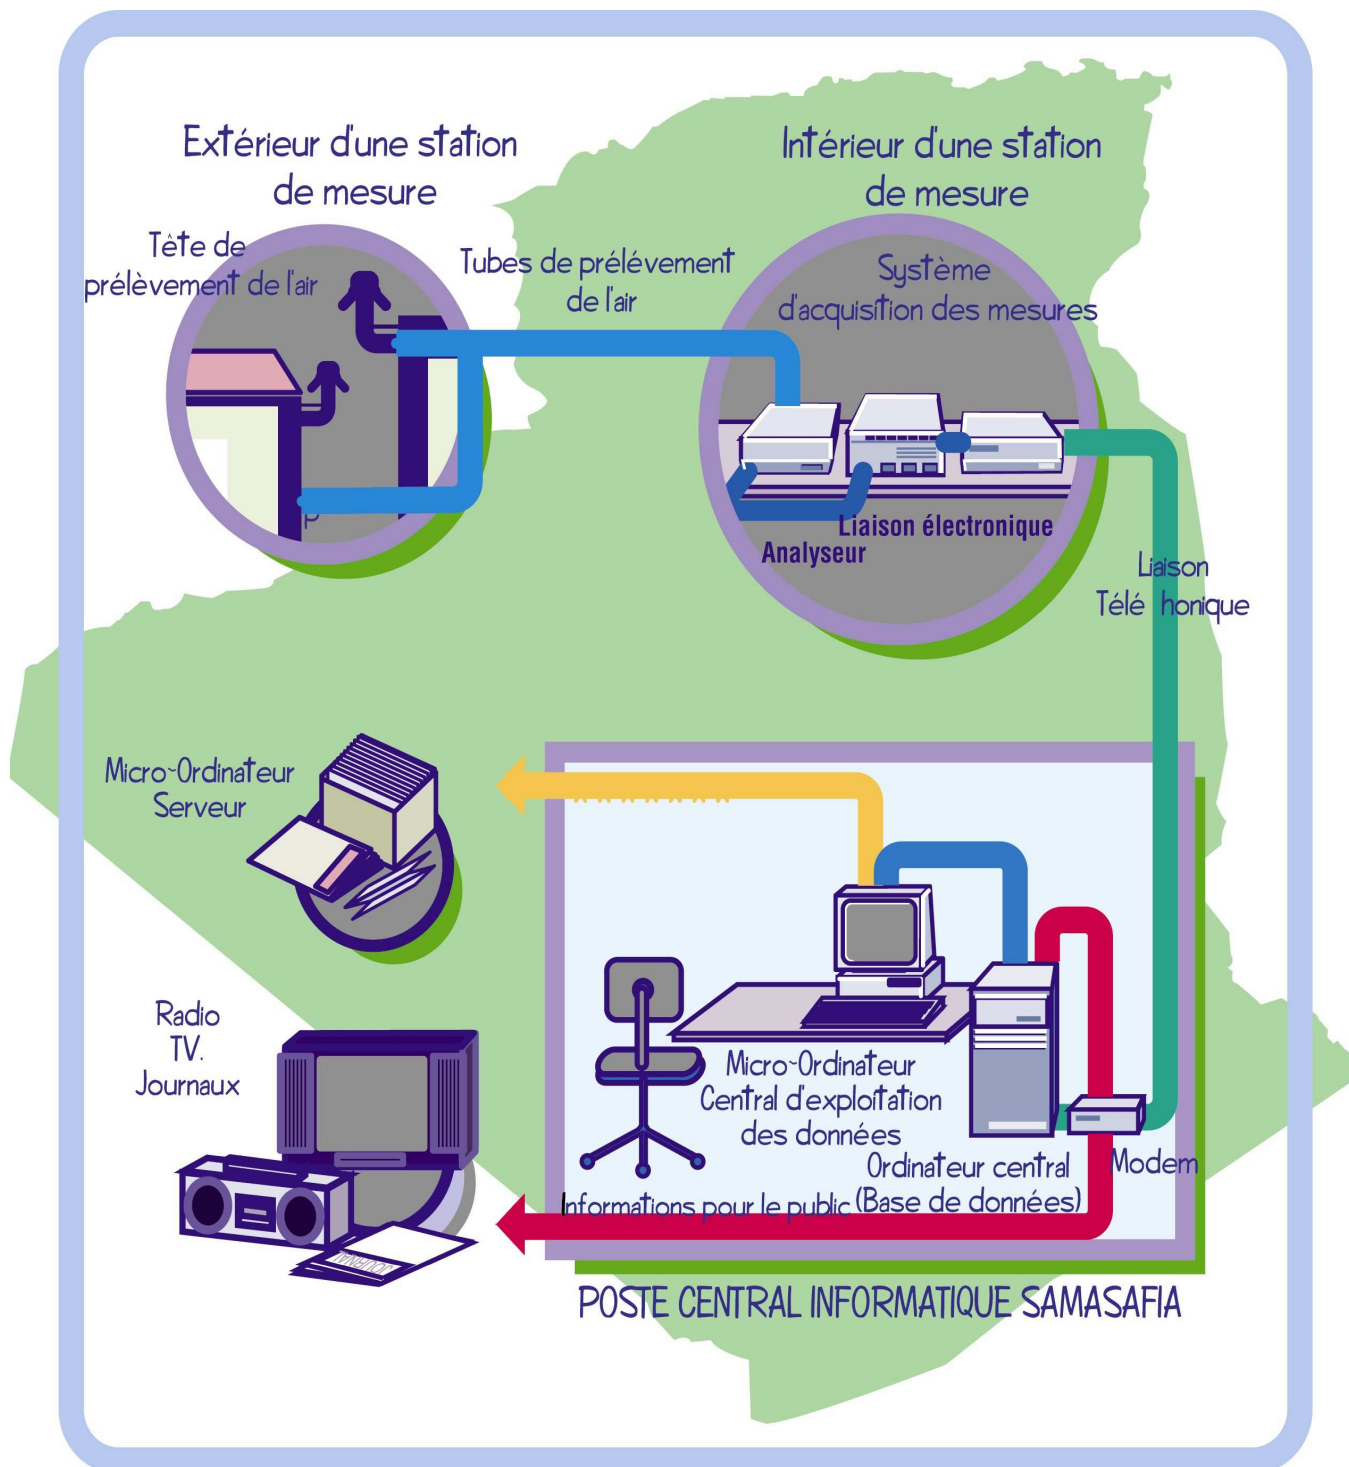 Extérieur d'une station
de mesure
Intérieur d'une station
de mesure
Tête de
prélèvement de l'air
Tubes de prélévement
de l'air
Système
d'acquisition des mesures
P
Liaison électronique
Analyseur
Liaison
Télé honique
Micro-Ordinateur
Serveur
Radio
TV.
Journaux
JOURNAL
Micro-Ordinateur
Central d'exploitation
des données
Ordinateur central
(Base de données)
Modem
Informations pour le public
POSTE CENTRAL INFORMATIQUE SAMASAFIA